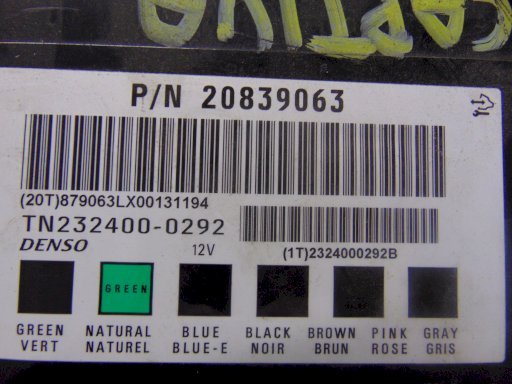 CAPTIVA
P/N 20839063
(20T)879063LX00131194
TN232400-0292
DENSO 12V
(1T)2324000292B
GREEN
GREEN NATURAL BLUE BLACK BROWN PINK GRAY
VERT NATUREL BLUE-E NOIR BRUN ROSE GRIS